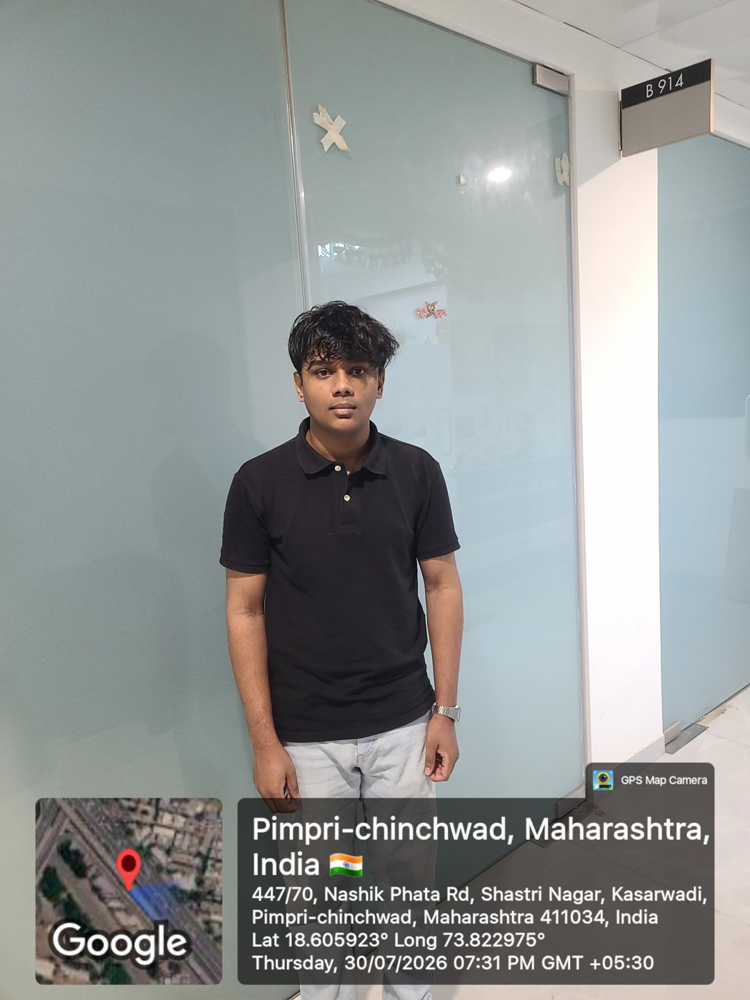 B 914
GPS Map Camera
Pimpri-chinchwad, Maharashtra,
India
447/70, Nashik Phata Rd, Shastri Nagar, Kasarwadi,
Pimpri-chinchwad, Maharashtra 411034, India
Lat 18.605923° Long 73.822975°
Thursday, 30/07/2026 07:31 PM GMT +05:30
Google